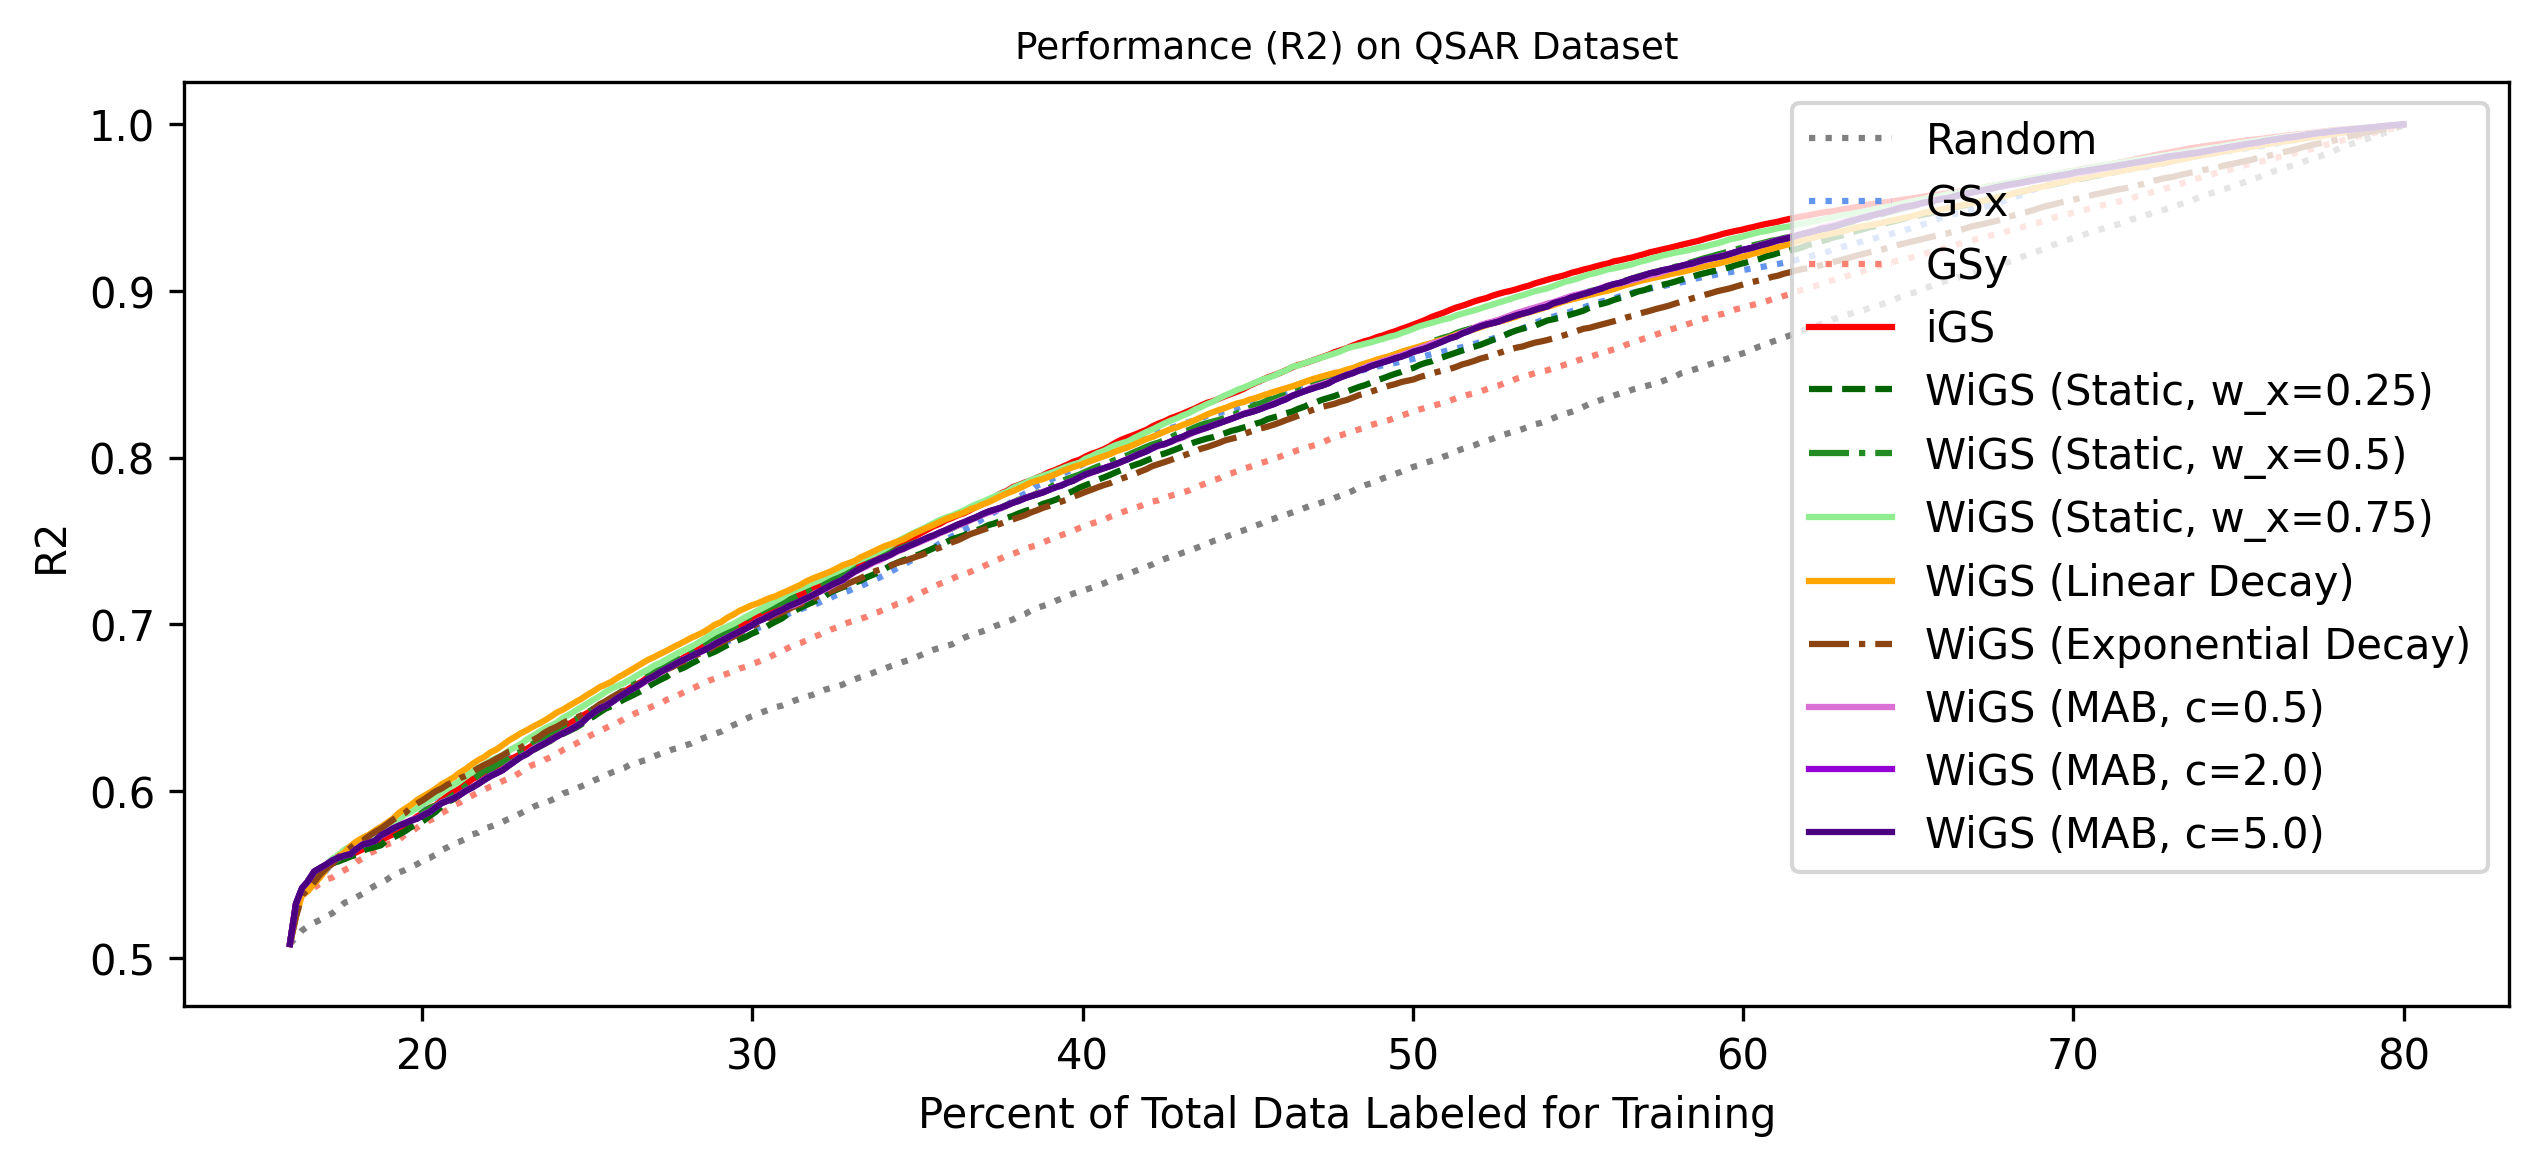 Performance (R2) on QSAR Dataset
1.0
0.9
0.8
0.7
0.6
0.5
R2
20 30 40 50 60 70 80
Percent of Total Data Labeled for Training
Random
GSx
GSy
iGS
WiGS (Static, w_x=0.25)
WiGS (Static, w_x=0.5)
WiGS (Static, w_x=0.75)
WiGS (Linear Decay)
WiGS (Exponential Decay)
WiGS (MAB, c=0.5)
WiGS (MAB, c=2.0)
WiGS (MAB, c=5.0)